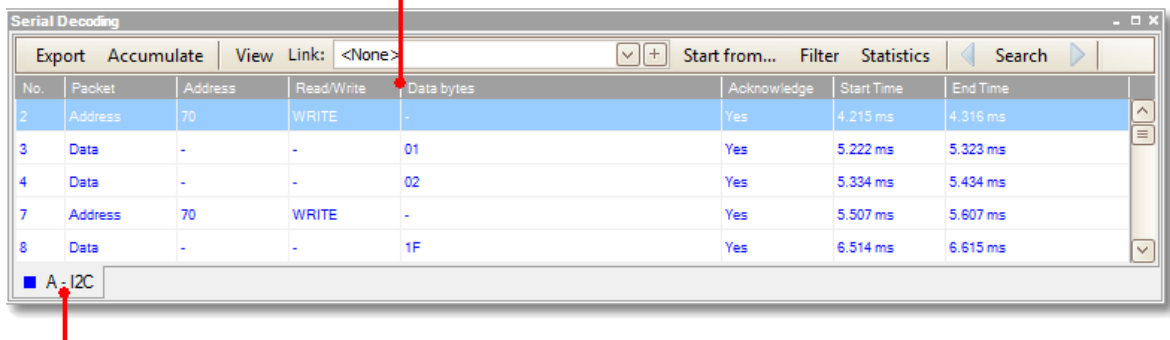 Serial Decoding
Export Accumulate View Link: <None> Start from... Filter Statistics Search
No. Packet Address Read/Write Data bytes Acknowledge Start Time End Time
2 Address 70 WRITE - Yes 4.215 ms 4.316 ms
3 Data - - 01 Yes 5.222 ms 5.323 ms
4 Data - - 02 Yes 5.334 ms 5.434 ms
7 Address 70 WRITE - Yes 5.507 ms 5.607 ms
8 Data - - 1F Yes 6.514 ms 6.615 ms
A - I2C